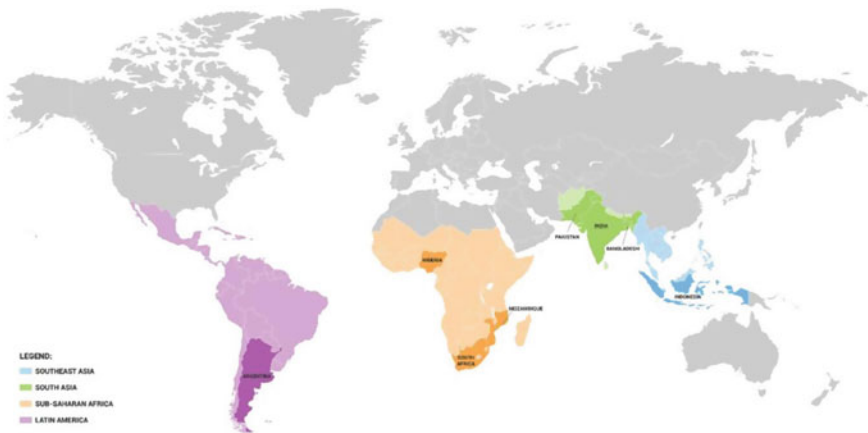 PAKISTAN
INDIA
BANGLADESH
NIGERIA
INDONESIA
MOZAMBIQUE
SOUTH
AFRICA
ARGENTINA
LEGEND:
SOUTHEAST ASIA
SOUTH ASIA
SUB-SAHARAN AFRICA
LATIN AMERICA